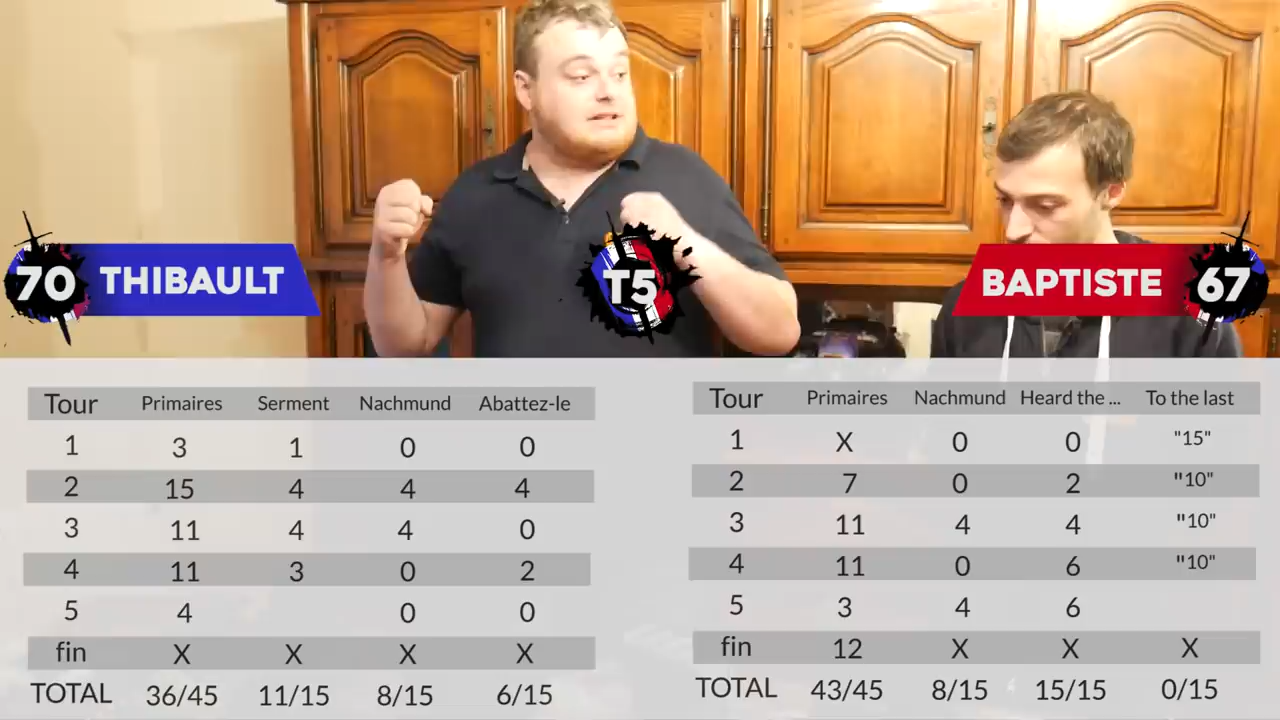 70 THIBAULT
T5
BAPTISTE 67
Tour Primaires Serment Nachmund Abattez-le
1 3 1 0 0
2 15 4 4 4
3 11 4 4 0
4 11 3 0 2
5 4 0 0
fin X X X X
TOTAL 36/45 11/15 8/15 6/15
Tour Primaires Nachmund Heard the ... To the last
1 X 0 0 "15"
2 7 0 2 "10"
3 11 4 4 "10"
4 11 0 6 "10"
5 3 4 6
fin 12 X X X
TOTAL 43/45 8/15 15/15 0/15